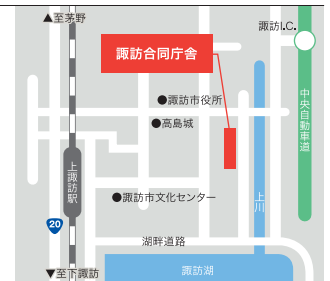 ▲至茅野
諏訪I.C.
諏訪合同庁舎
●諏訪市役所
●高島城
中央自動車道
上諏訪駅
上川
●諏訪市文化センター
20
湖畔道路
▼至下諏訪
諏訪湖